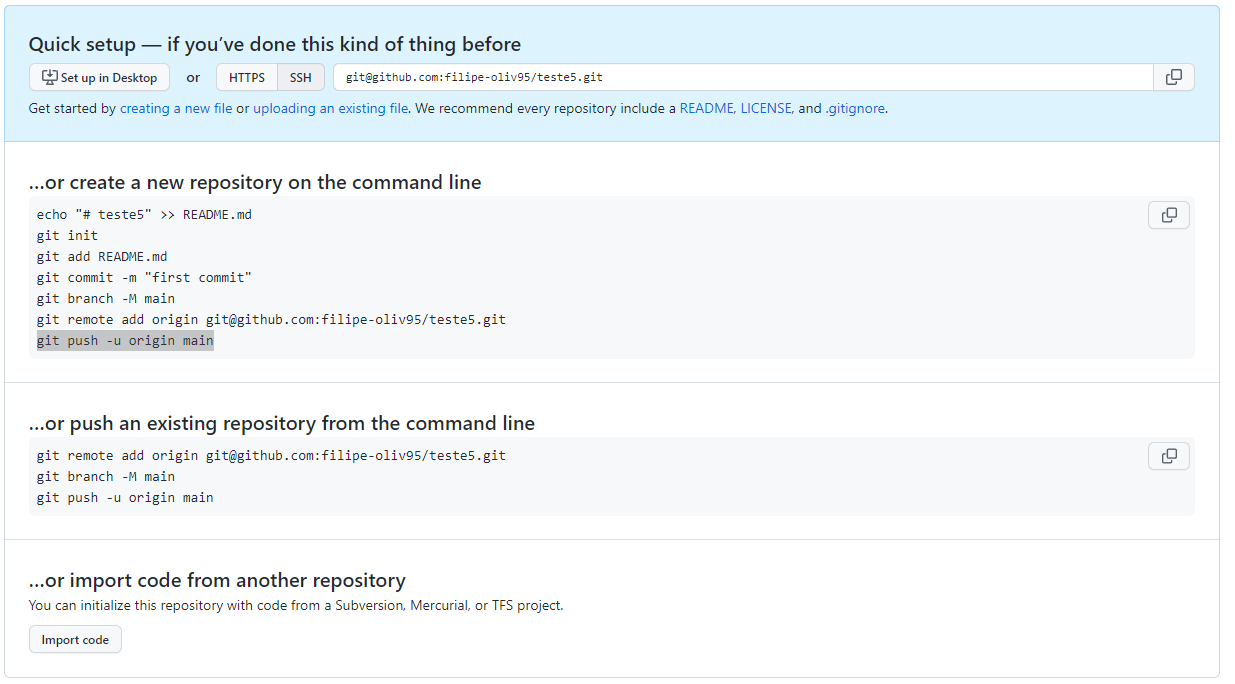 Quick setup — if you’ve done this kind of thing before
Set up in Desktop or HTTPS SSH git@github.com:filipe-oliv95/teste5.git
Get started by creating a new file or uploading an existing file. We recommend every repository include a README, LICENSE, and .gitignore.
…or create a new repository on the command line
echo "# teste5" >> README.md
git init
git add README.md
git commit -m "first commit"
git branch -M main
git remote add origin git@github.com:filipe-oliv95/teste5.git
git push -u origin main
…or push an existing repository from the command line
git remote add origin git@github.com:filipe-oliv95/teste5.git
git branch -M main
git push -u origin main
…or import code from another repository
You can initialize this repository with code from a Subversion, Mercurial, or TFS project.
Import code